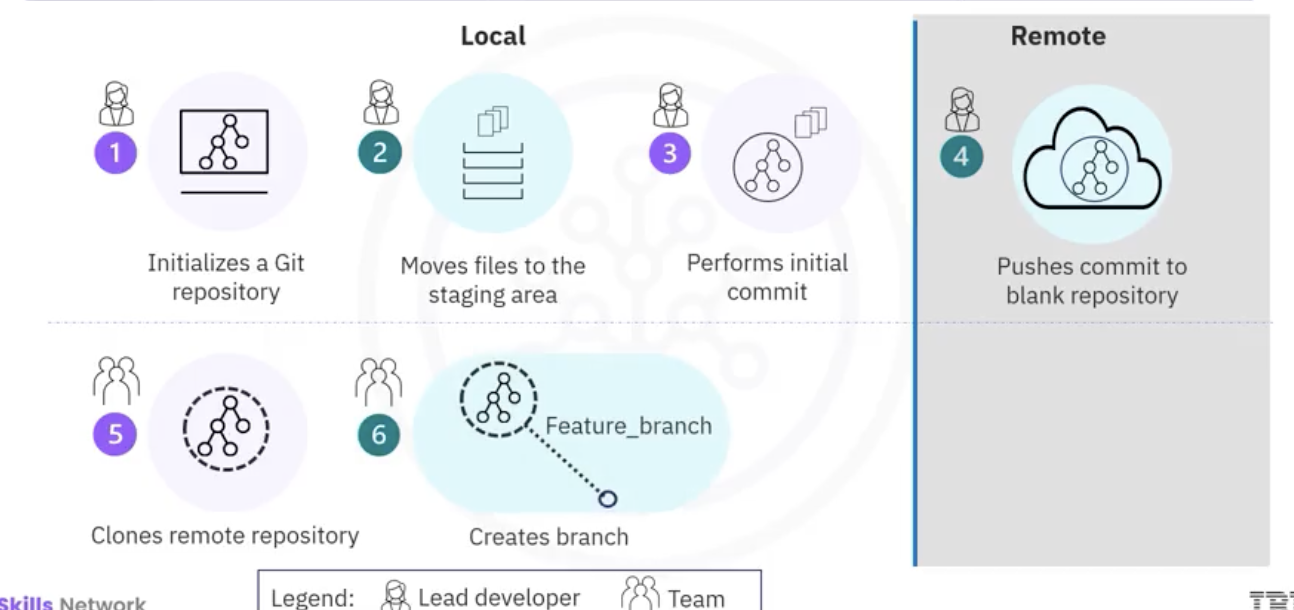 Local
Remote
1
2
3
4
Initializes a Git
repository
Moves files to the
staging area
Performs initial
commit
Pushes commit to
blank repository
5
6
Feature_branch
Clones remote repository
Creates branch
Legend: Lead developer Team
Skills Network